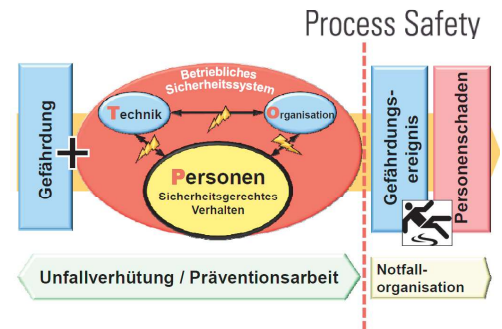 Process Safety
Gefährdung
Betriebliches
Sicherheitssystem
Technik
Organisation
Personen
Sicherheitsgerechtes
Verhalten
Gefährdungs-
ereignis
Personenschaden
Unfallverhütung / Präventionsarbeit
Notfall-
organisation